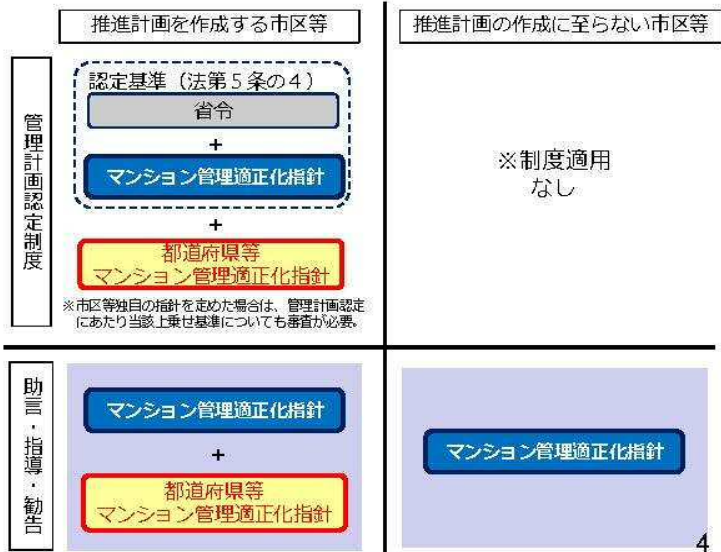 推進計画を作成する市区等
推進計画の作成に至らない市区等
管理計画認定制度
認定基準（法第５条の４）
省令
+
マンション管理適正化指針
+
都道府県等
マンション管理適正化指針
※市区等独自の指針を定めた場合は、管理計画認定
にあたり当該上乗せ基準についても審査が必要。
※制度適用
なし
助言・指導・勧告
マンション管理適正化指針
+
都道府県等
マンション管理適正化指針
マンション管理適正化指針
4